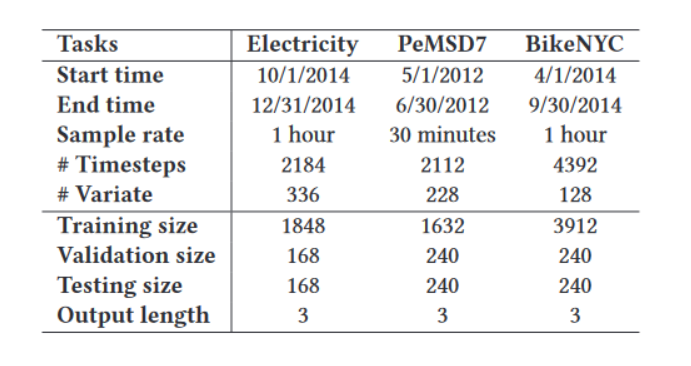 Tasks Electricity PeMSD7 BikeNYC
Start time 10/1/2014 5/1/2012 4/1/2014
End time 12/31/2014 6/30/2012 9/30/2014
Sample rate 1 hour 30 minutes 1 hour
# Timesteps 2184 2112 4392
# Variate 336 228 128
Training size 1848 1632 3912
Validation size 168 240 240
Testing size 168 240 240
Output length 3 3 3